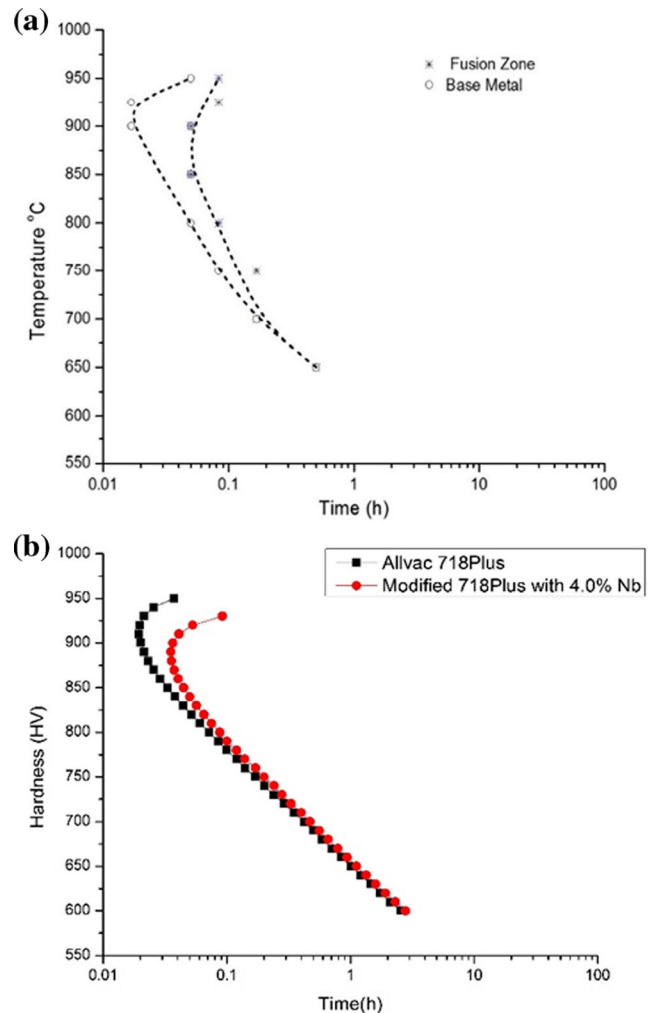 (a)
Fusion Zone
Base Metal
1000
950
900
850
800
750
700
650
600
550
Temperature °C
0.01 0.1 1 10 100
Time (h)
(b)
Allvac 718Plus
Modified 718Plus with 4.0% Nb
1000
950
900
850
800
750
700
650
600
550
Hardness (HV)
0.01 0.1 1 10 100
Time(h)